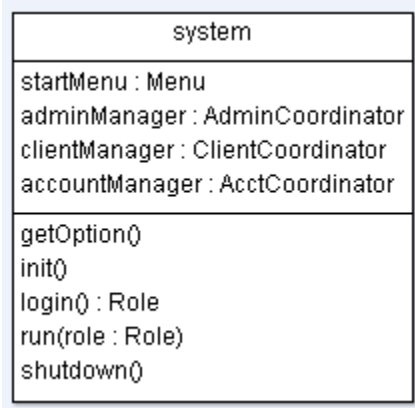 system
startMenu : Menu
adminManager : AdminCoordinator
clientManager : ClientCoordinator
accountManager : AcctCoordinator
getOption()
init()
login() : Role
run(role : Role)
shutdown()